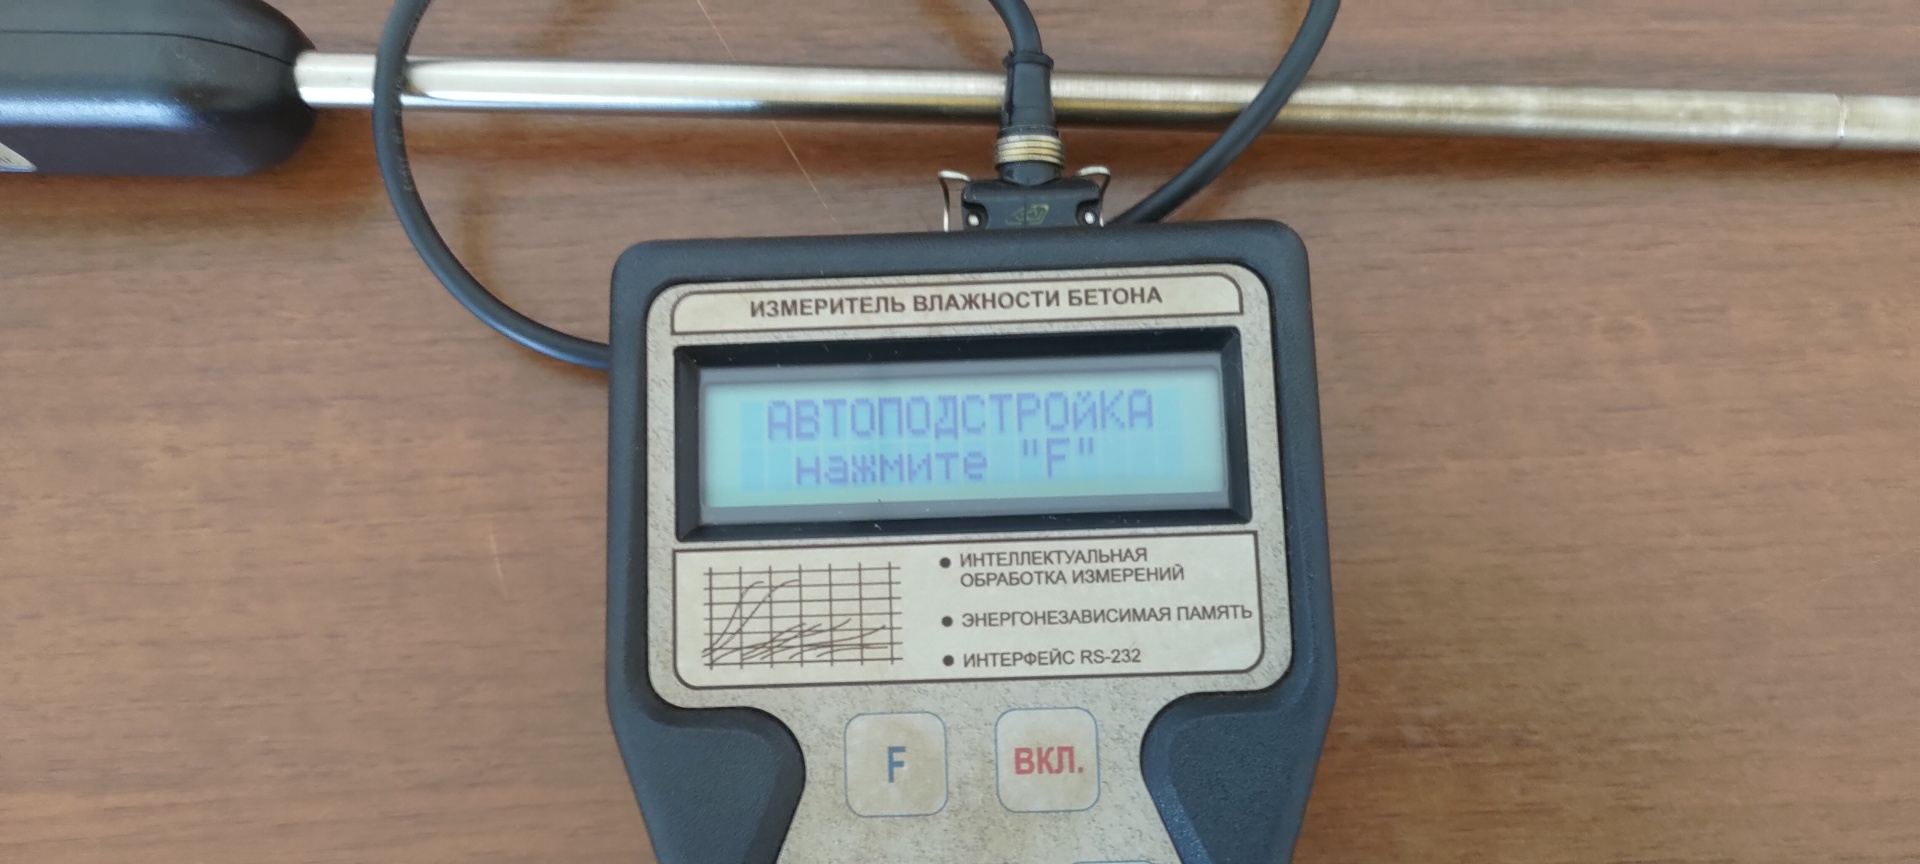 ИЗМЕРИТЕЛЬ ВЛАЖНОСТИ БЕТОНА
АВТОПОДСТРОЙКА
нажмите "F"
● ИНТЕЛЛЕКТУАЛЬНАЯ
ОБРАБОТКА ИЗМЕРЕНИЙ
● ЭНЕРГОНЕЗАВИСИМАЯ ПАМЯТЬ
● ИНТЕРФЕЙС RS-232
F
ВКЛ.